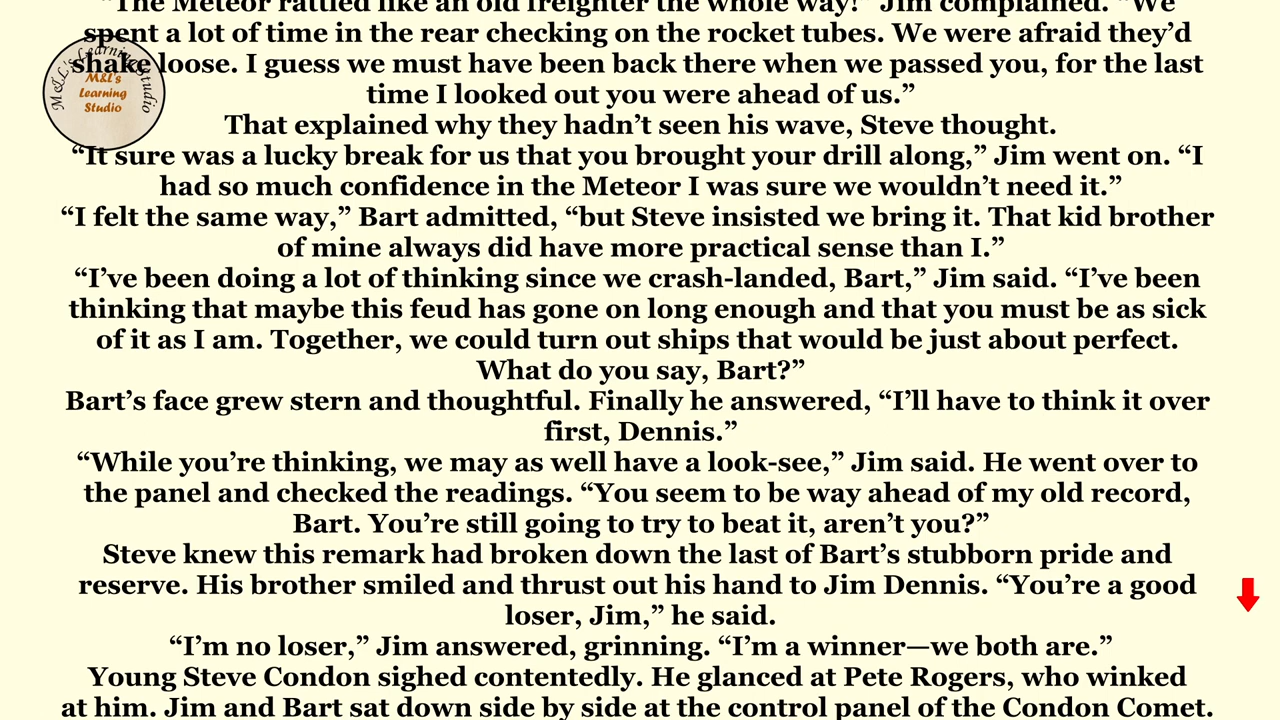 “The Meteor rattled like an old freighter the whole way!” Jim complained. “We
spent a lot of time in the rear checking on the rocket tubes. We were afraid they’d
shake loose. I guess we must have been back there when we passed you, for the last
time I looked out you were ahead of us.”
That explained why they hadn’t seen his wave, Steve thought.
“It sure was a lucky break for us that you brought your drill along,” Jim went on. “I
had so much confidence in the Meteor I was sure we wouldn’t need it.”
“I felt the same way,” Bart admitted, “but Steve insisted we bring it. That kid brother
of mine always did have more practical sense than I.”
“I’ve been doing a lot of thinking since we crash-landed, Bart,” Jim said. “I’ve been
thinking that maybe this feud has gone on long enough and that you must be as sick
of it as I am. Together, we could turn out ships that would be just about perfect.
What do you say, Bart?”
Bart’s face grew stern and thoughtful. Finally he answered, “I’ll have to think it over
first, Dennis.”
“While you’re thinking, we may as well have a look-see,” Jim said. He went over to
the panel and checked the readings. “You seem to be way ahead of my old record,
Bart. You’re still going to try to beat it, aren’t you?”
Steve knew this remark had broken down the last of Bart’s stubborn pride and
reserve. His brother smiled and thrust out his hand to Jim Dennis. “You’re a good
loser, Jim,” he said.
“I’m no loser,” Jim answered, grinning. “I’m a winner—we both are.”
Young Steve Condon sighed contentedly. He glanced at Pete Rogers, who winked
at him. Jim and Bart sat down side by side at the control panel of the Condon Comet.
M&L's Learning Studio
M&L's
Learning
Studio